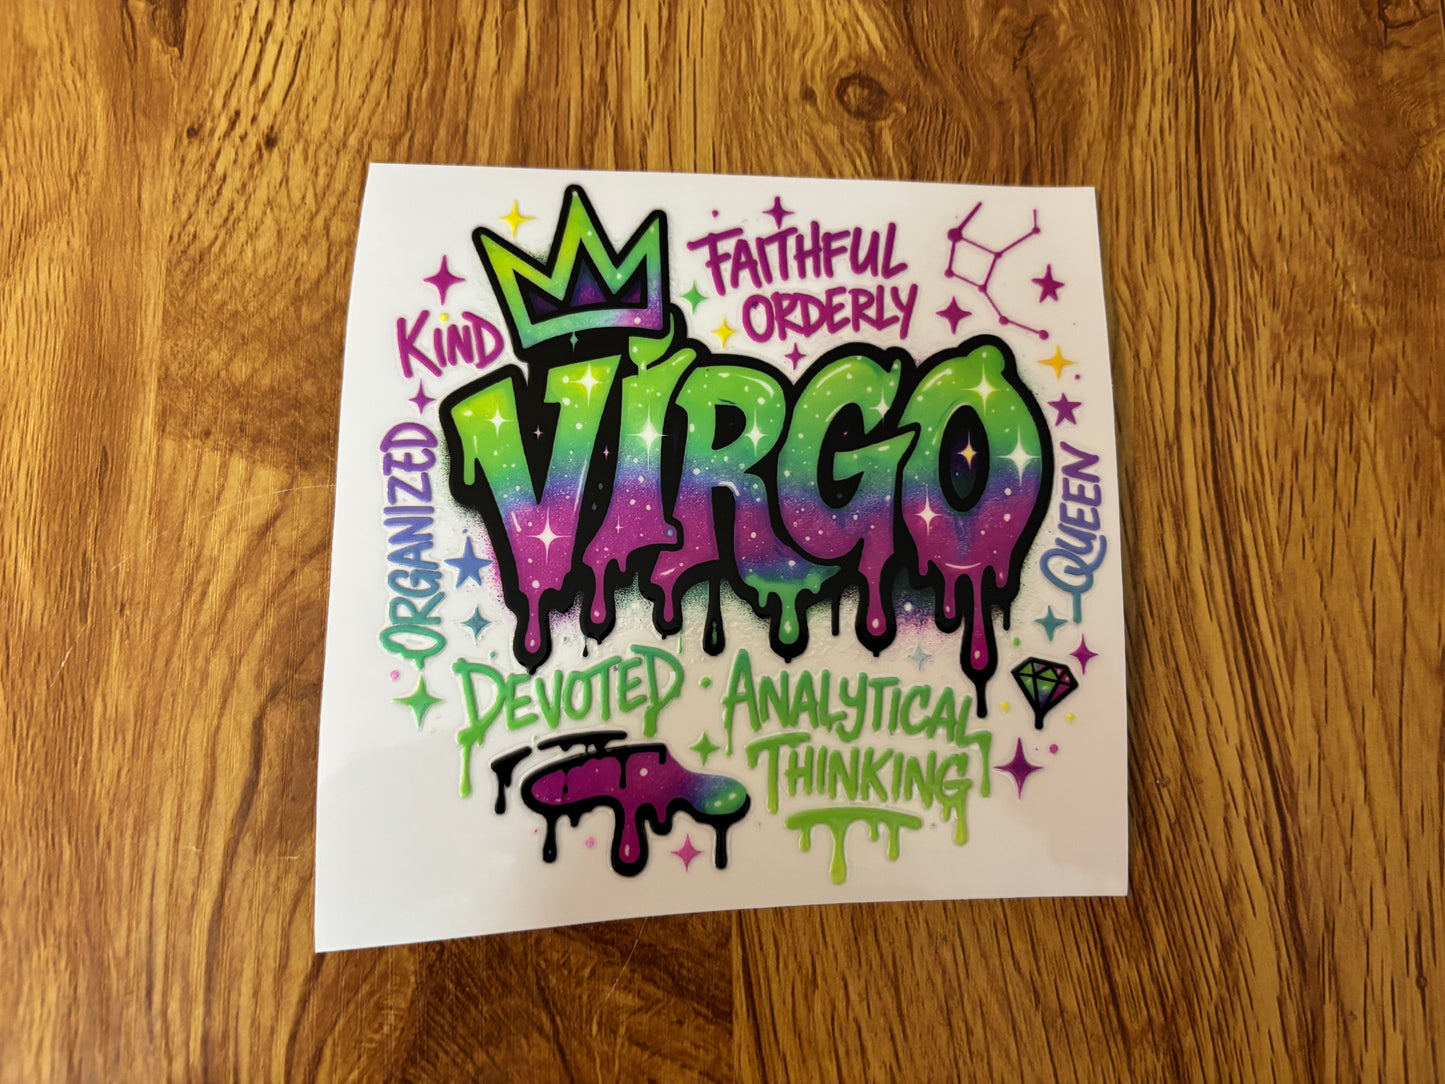 FAITHFUL
ORDERLY
KIND
VIRGO
ORGANIZED
QUEEN
DEVOTED · ANALYTICAL
THINKING